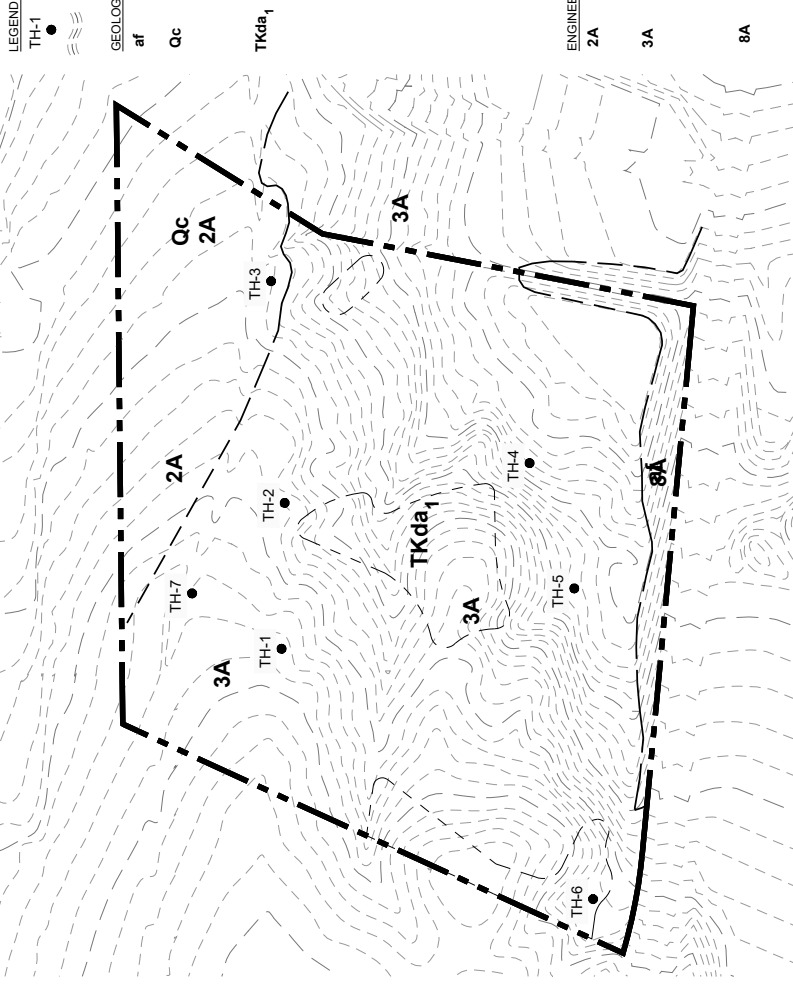 LEGEND
TH-1
GEOLOG
af
Qc
TKda1
ENGINEE
2A
3A
8A
Qc
2A
3A
TH-3
2A
TH-2
TH-4
TKda1
8A
af
TH-7
TH-5
3A
TH-1
3A
TH-6